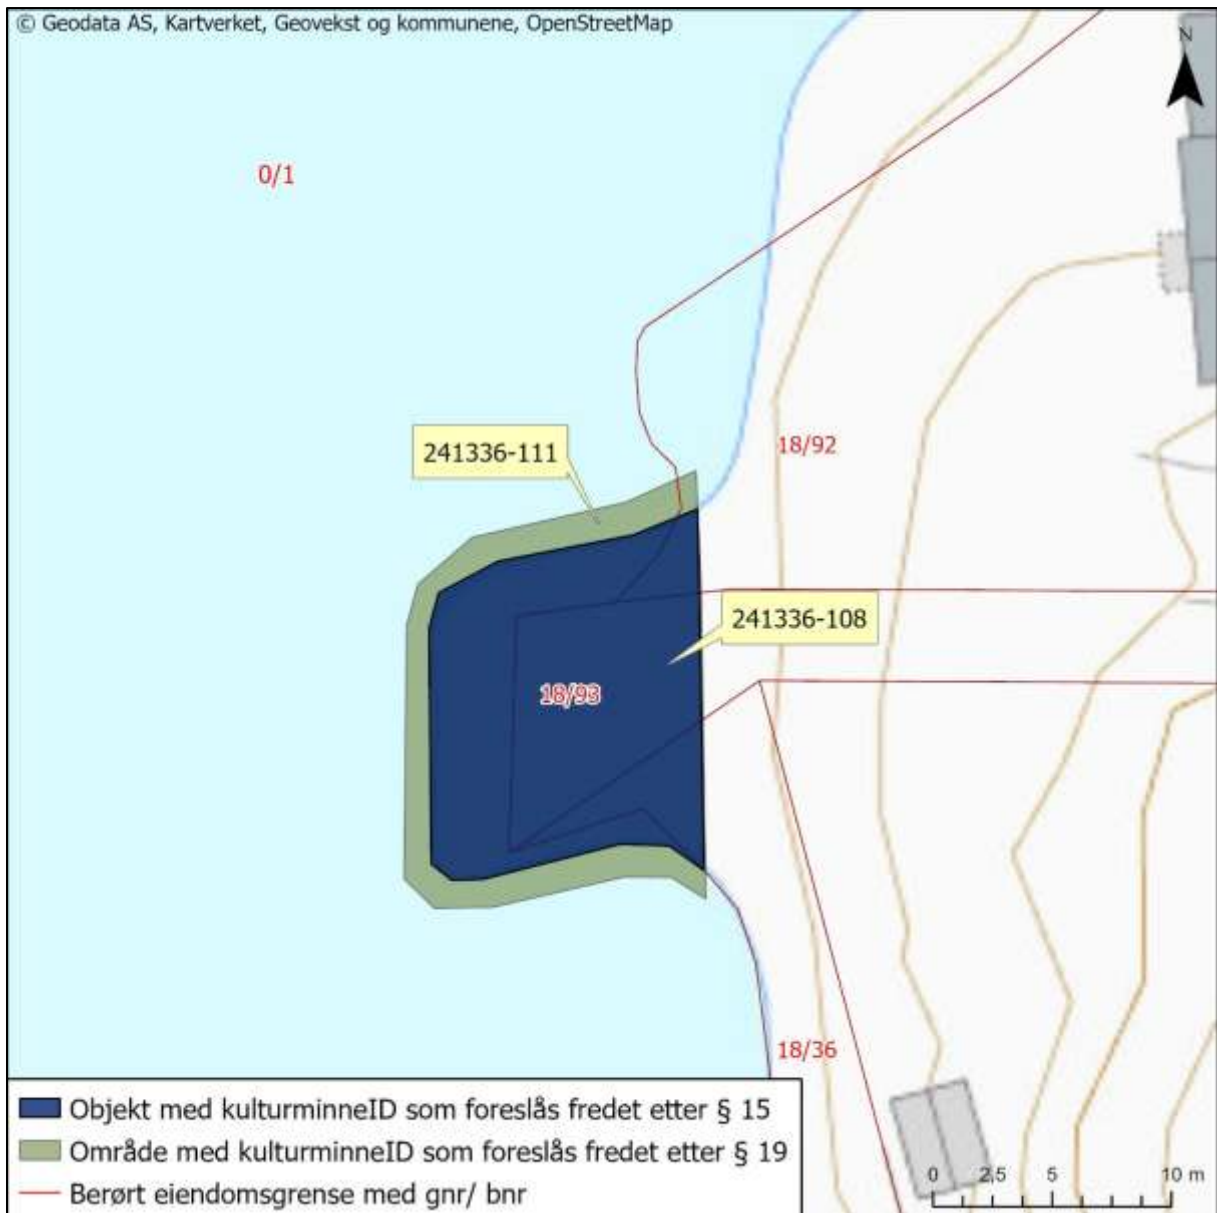 © Geodata AS, Kartverket, Geovekst og kommunene, OpenStreetMap
N
0/1
18/92
241336-111
241336-108
18/93
18/36
Objekt med kulturminneID som foreslås fredet etter § 15
Område med kulturminneID som foreslås fredet etter § 19
Berørt eiendomsgrense med gnr/ bnr
0 2,5 5 10 m